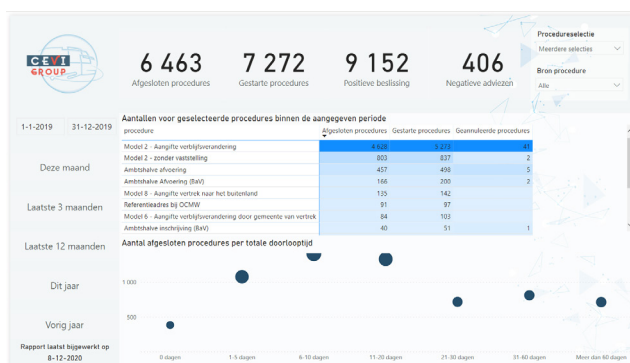 CEVI
GROUP
6 463
Afgesloten procedures
7 272
Gestarte procedures
9 152
Positieve beslissing
406
Negatieve adviezen
Procedureselectie
Meerdere selecties
Bron procedure
Alle
1-1-2019 31-12-2019
Deze maand
Laatste 3 maanden
Laatste 12 maanden
Dit jaar
Vorig jaar
Rapport laatst bijgewerkt op
8-12-2020
Aantallen voor geselecteerde procedures binnen de aangegeven periode
procedure Afgesloten procedures Gestarte procedures Geannuleerde procedures
Model 2 - Aangifte verblijfsverandering 4 628 5 273 41
Model 2 - zonder vaststelling 803 837 2
Ambtshalve afvoering 457 498 5
Ambtshalve Afvoering (BaV) 166 200 2
Model 8 - Aangifte vertrek naar het buitenland 135 142
Referentieadres bij OCMW 91 97
Model 6 - Aangifte verblijfsverandering door gemeente van vertrek 84 103
Ambtshalve inschrijving (BaV) 40 51 1
Aantal afgesloten procedures per totale doorlooptijd
1 000
500
0 dagen 1-5 dagen 6-10 dagen 11-20 dagen 21-30 dagen 31-60 dagen Meer dan 60 dagen